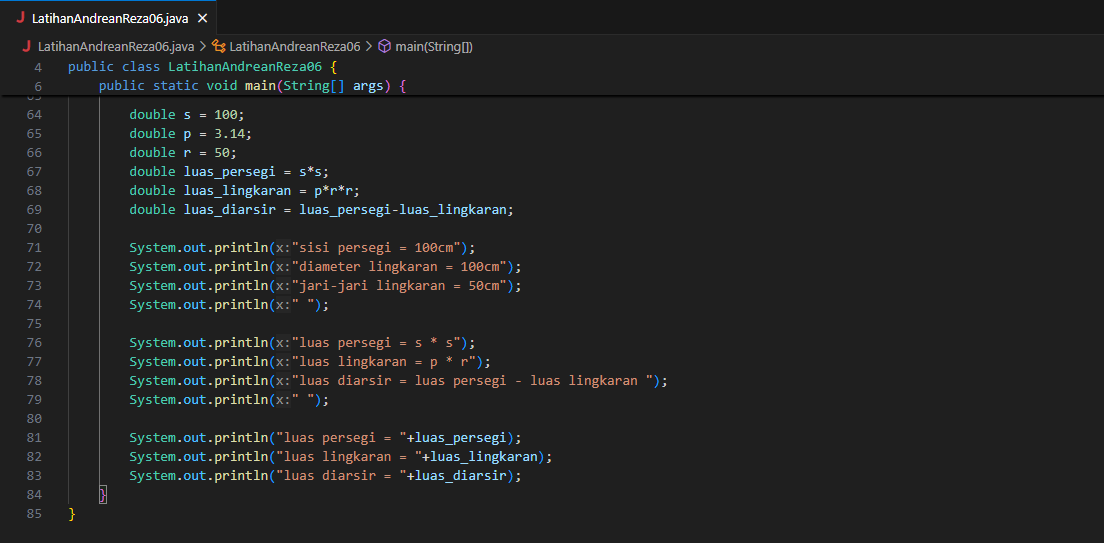 J LatihanAndreanReza06.java ×
J LatihanAndreanReza06.java > LatihanAndreanReza06 > main(String[])
4 public class LatihanAndreanReza06 {
6 public static void main(String[] args) {
64 double s = 100;
65 double p = 3.14;
66 double r = 50;
67 double luas_persegi = s*s;
68 double luas_lingkaran = p*r*r;
69 double luas_diarsir = luas_persegi-luas_lingkaran;
70
71 System.out.println(x:"sisi persegi = 100cm");
72 System.out.println(x:"diameter lingkaran = 100cm");
73 System.out.println(x:"jari-jari lingkaran = 50cm");
74 System.out.println(x:" ");
75
76 System.out.println(x:"luas persegi = s * s");
77 System.out.println(x:"luas lingkaran = p * r");
78 System.out.println(x:"luas diarsir = luas persegi - luas lingkaran ");
79 System.out.println(x:" ");
80
81 System.out.println("luas persegi = "+luas_persegi);
82 System.out.println("luas lingkaran = "+luas_lingkaran);
83 System.out.println("luas diarsir = "+luas_diarsir);
84 }
85 }